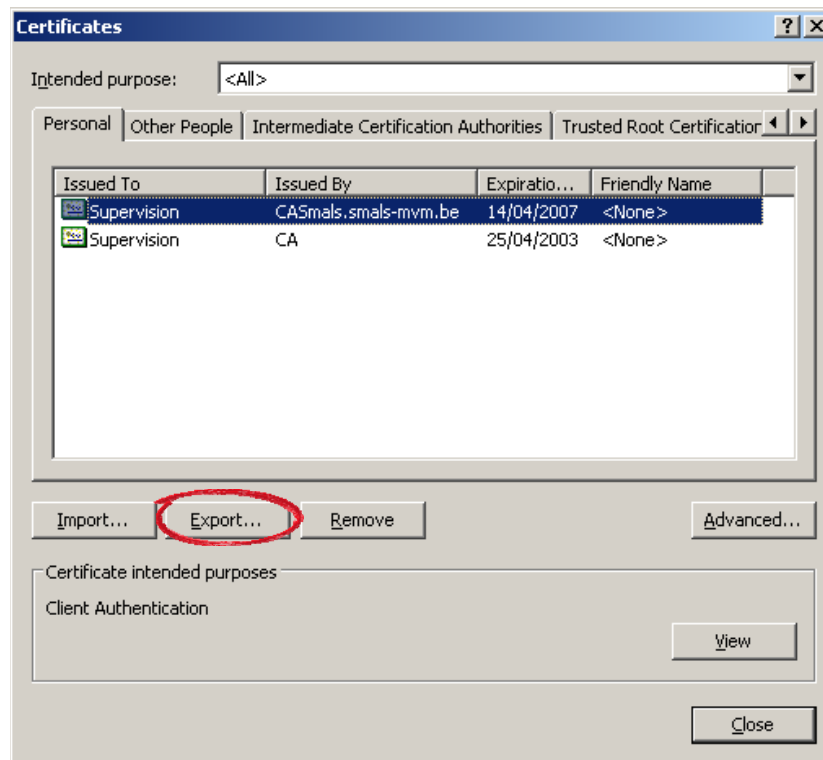 Certificates
Intended purpose: <All>
Personal Other People Intermediate Certification Authorities Trusted Root Certification
Issued To Issued By Expiratio... Friendly Name
Supervision CASmals.smals-mvm.be 14/04/2007 <None>
Supervision CA 25/04/2003 <None>
Import... Export... Remove Advanced...
Certificate intended purposes
Client Authentication
View
Close